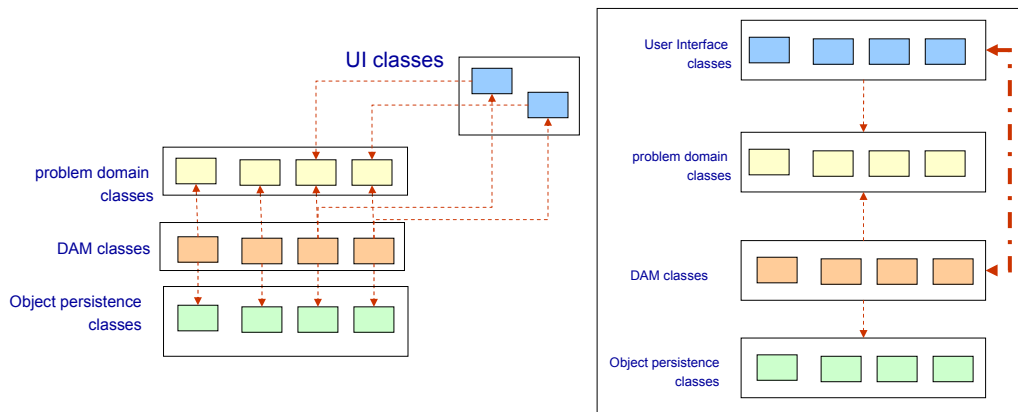 UI classes
problem domain
classes
DAM classes
Object persistence
classes
User Interface
classes
problem domain
classes
DAM classes
Object persistence
classes